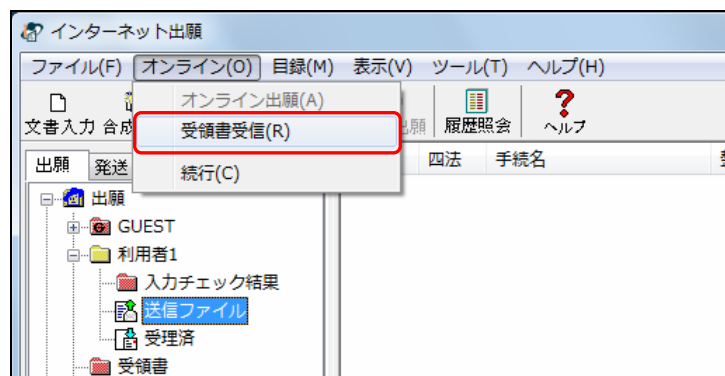 インターネット出願
ファイル(F) オンライン(O) 目録(M) 表示(V) ツール(T) ヘルプ(H)
オンライン出願(A)
文書入力 合成 出願 履歴照会 ヘルプ
受領書受信(R)
出願 発送 四法 手続名
続行(C)
出願
GUEST
利用者1
入力チェック結果
送信ファイル
受理済
受領書